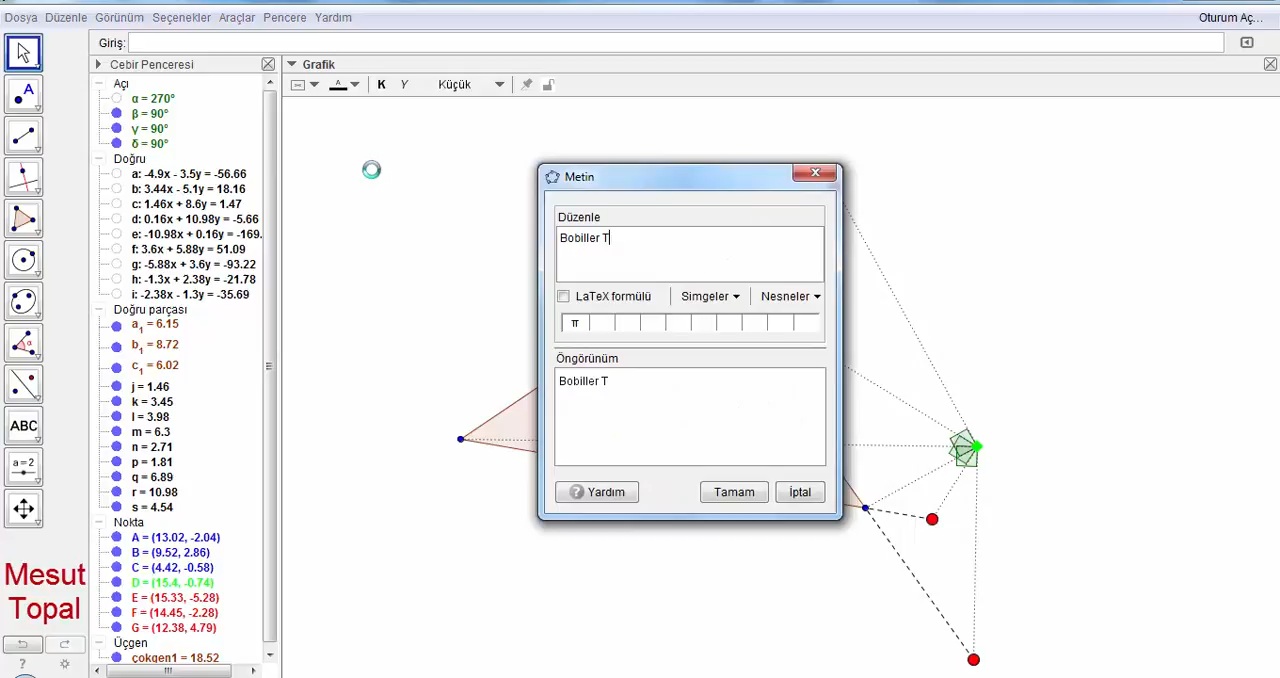 Dosya Düzenle Görünüm Seçenekler Araçlar Pencere Yardım
Oturum Aç...
Giriş:
Cebir Penceresi
Grafik
K Y Küçük
Açı
α = 270°
β = 90°
γ = 90°
δ = 90°
Doğru
a: -4.9x - 3.5y = -56.66
b: 3.44x - 5.1y = 18.16
c: 1.46x + 8.6y = 1.47
d: 0.16x + 10.98y = -5.66
e: -10.98x + 0.16y = -169.
f: 3.6x + 5.88y = 51.09
g: -5.88x + 3.6y = -93.22
h: -1.3x + 2.38y = -21.78
i: -2.38x - 1.3y = -35.69
Doğru parçası
a1 = 6.15
b1 = 8.72
c1 = 6.02
j = 1.46
k = 3.45
l = 3.98
m = 6.3
n = 2.71
p = 1.81
q = 6.89
r = 10.98
s = 4.54
Nokta
A = (13.02, -2.04)
B = (9.52, 2.86)
C = (4.42, -0.58)
D = (15.4, -0.74)
E = (15.33, -5.28)
F = (14.45, -2.28)
G = (12.38, 4.79)
Üçgen
çokgen1 = 18.52
A
α
ABC
a=2
Mesut
Topal
?
Metin
Düzenle
Bobiller T
LaTeX formülü Simgeler Nesneler
π
Öngörünüm
Bobiller T
? Yardım Tamam İptal